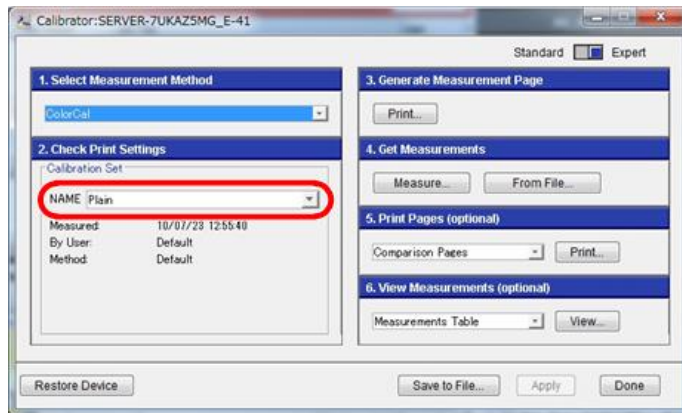 Calibrator:SERVER-7UKAZ5MG_E-41
Standard Expert
1. Select Measurement Method
ColorCal
2. Check Print Settings
Calibration Set
NAME Plain
Measured: 10/07/23 12:55:40
By User: Default
Method: Default
3. Generate Measurement Page
Print...
4. Get Measurements
Measure... From File...
5. Print Pages (optional)
Comparison Pages Print...
6. View Measurements (optional)
Measurements Table View...
Restore Device Save to File... Apply Done